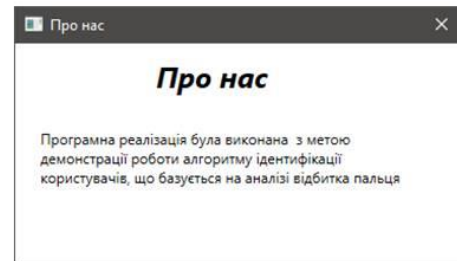 Про нас
Про нас
Програмна реалізація була виконана  з метою
демонстрації роботи алгоритму ідентифікації
користувачів, що базується на аналізі відбитка пальця